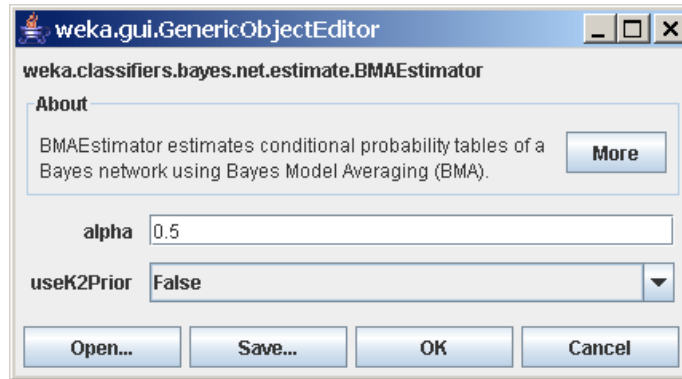 weka.gui.GenericObjectEditor
weka.classifiers.bayes.net.estimate.BMAEstimator
About
BMAEstimator estimates conditional probability tables of a
Bayes network using Bayes Model Averaging (BMA).
More
alpha 0.5
useK2Prior False
Open... Save... OK Cancel